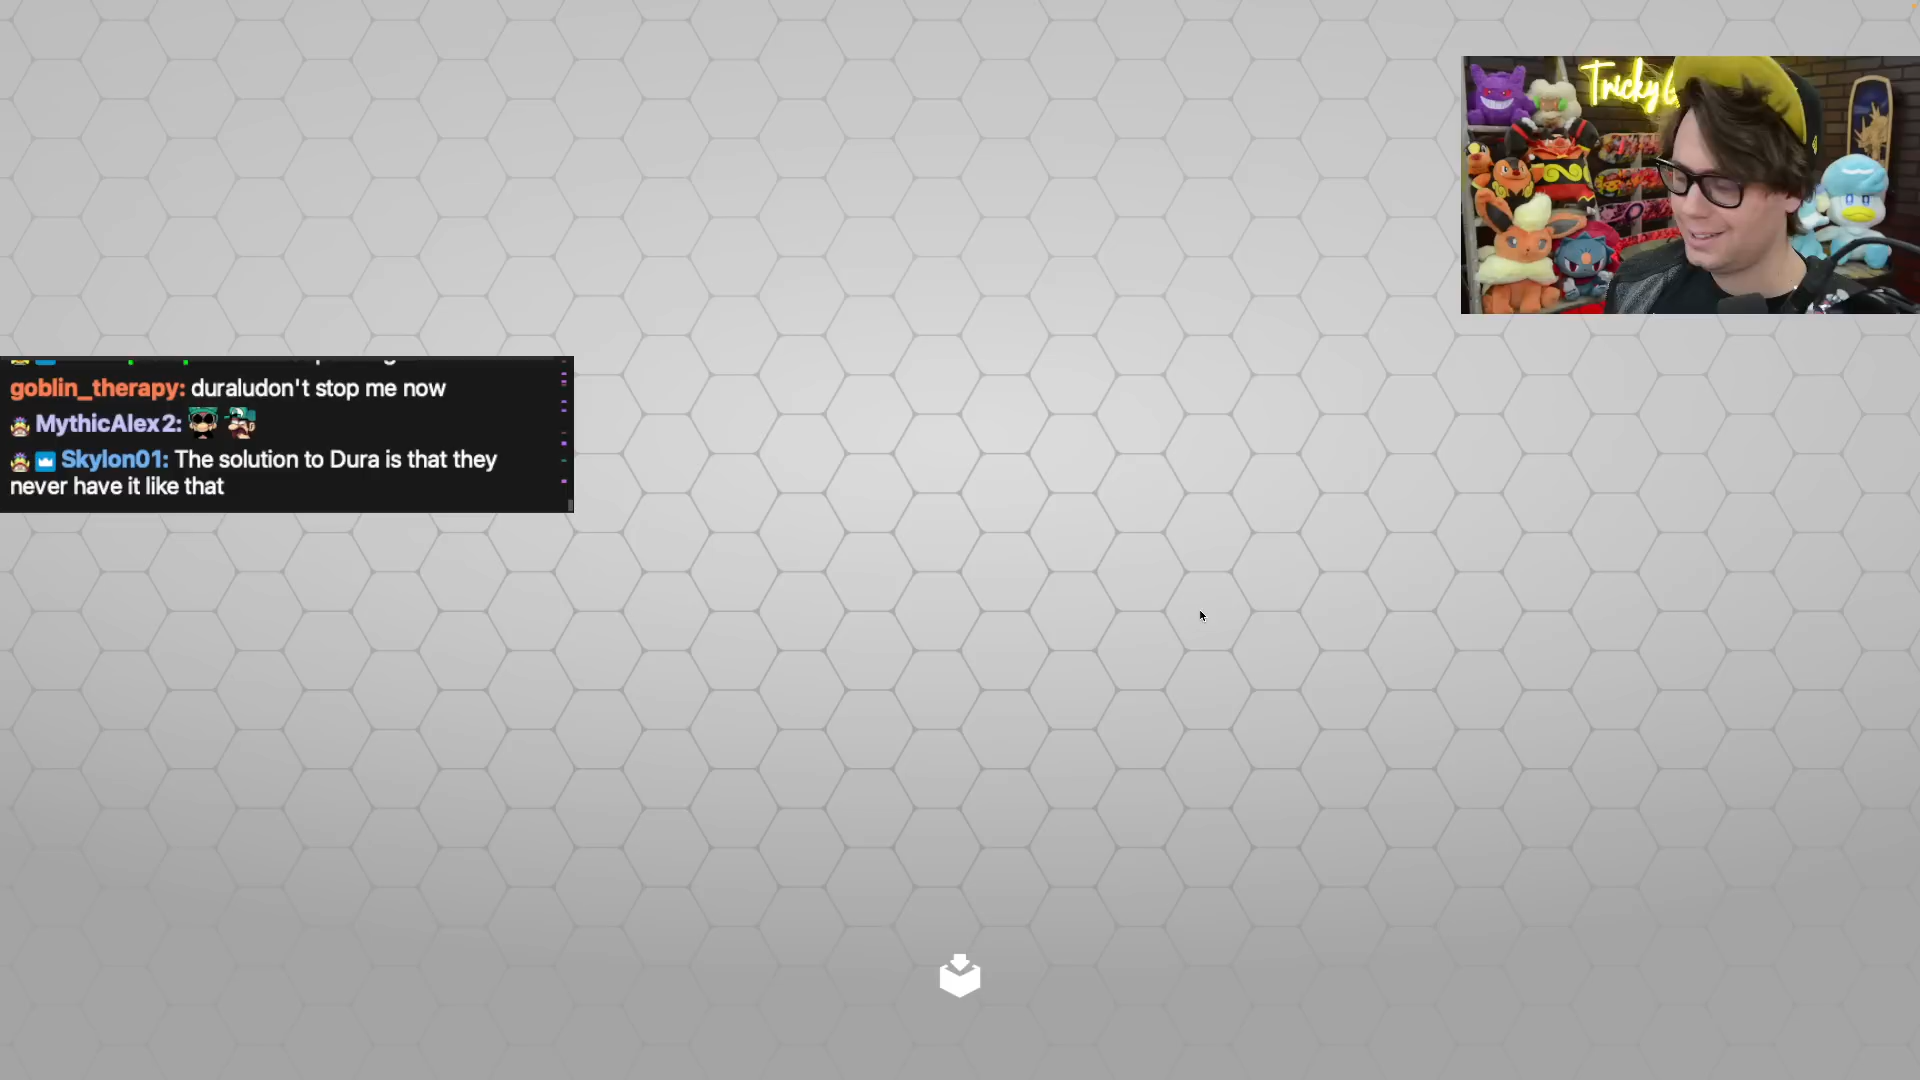 Tricky
goblin_therapy: duraludon't stop me now
MythicAlex2:
Skylon01: The solution to Dura is that they
never have it like that